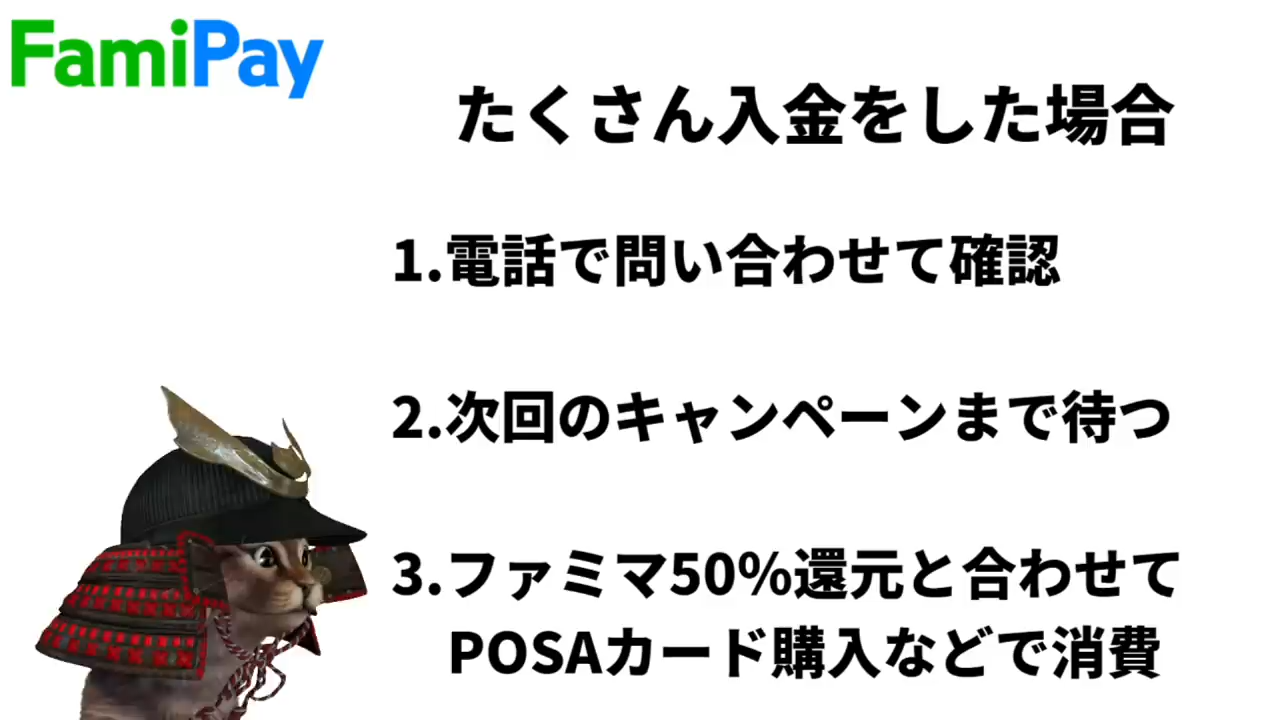 FamiPay
たくさん入金をした場合
1.電話で問い合わせて確認
2.次回のキャンペーンまで待つ
3.ファミマ50%還元と合わせて
POSAカード購入などで消費